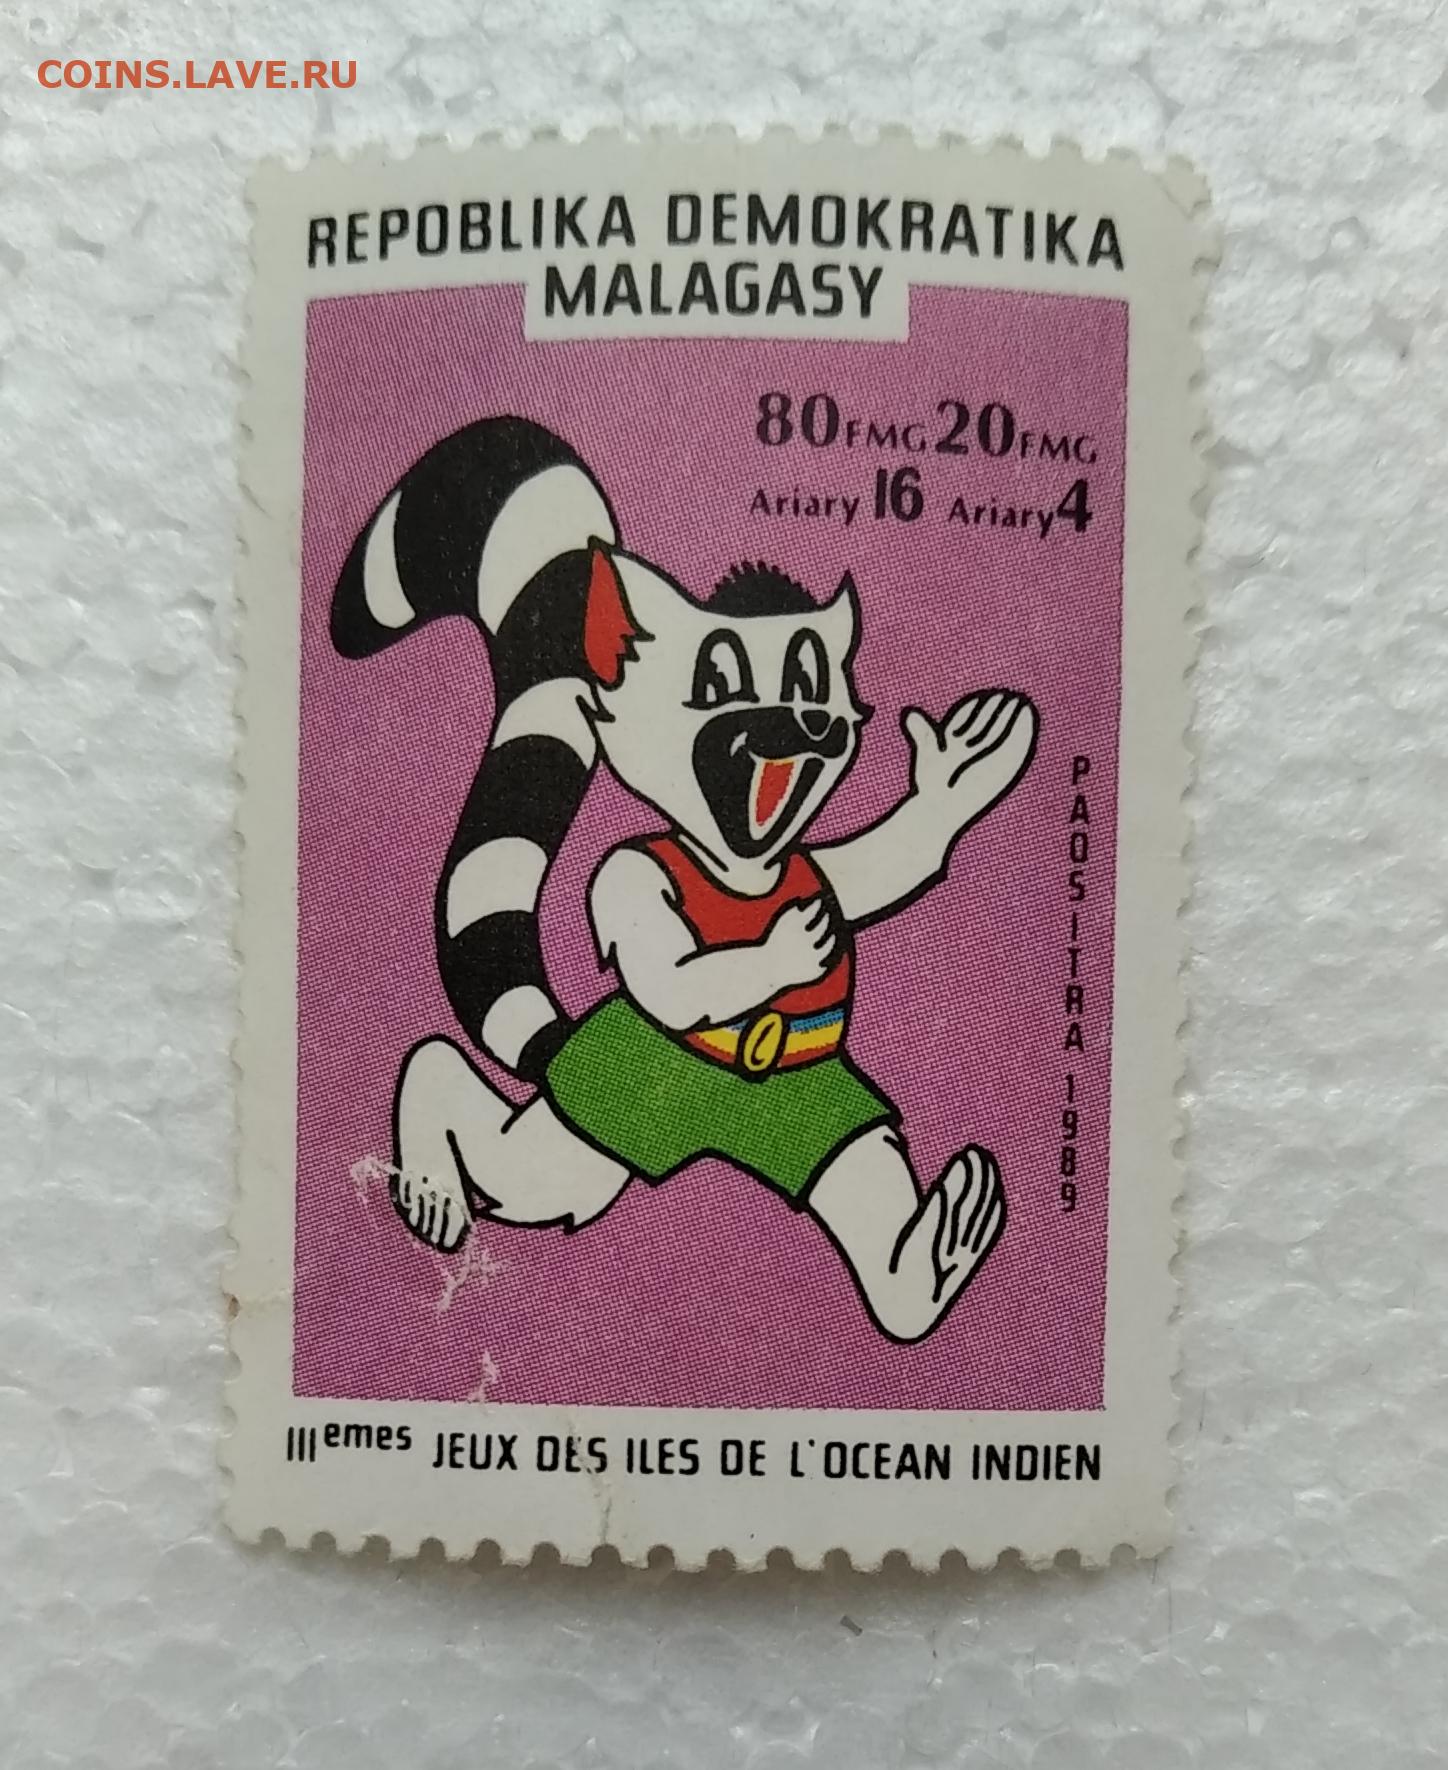 COINS.LAVE.RU
REPOBLIKA DEMOKRATIKA
MALAGASY
80FMG 20FMG
Ariary 16 Ariary 4
PAOSITRA 1989
IIIemes JEUX DES ILES DE L'OCEAN INDIEN